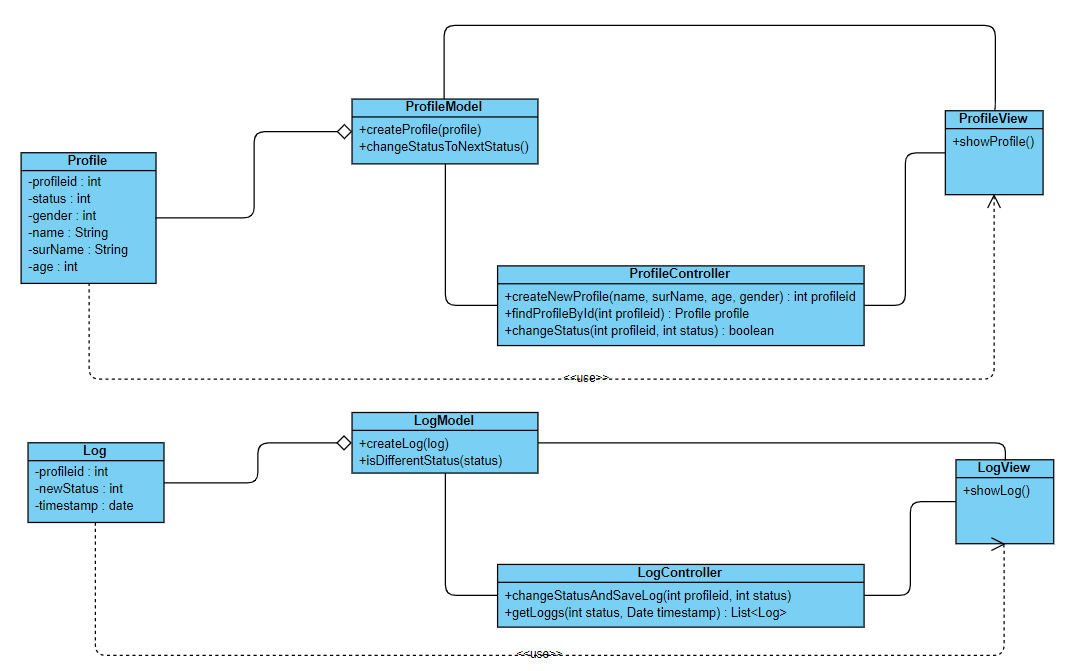 ProfileModel
+createProfile(profile)
+changeStatusToNextStatus()
ProfileView
+showProfile()
Profile
-profileid : int
-status : int
-gender : int
-name : String
-surName : String
-age : int
ProfileController
+createNewProfile(name, surName, age, gender) : int profileid
+findProfileById(int profileid) : Profile profile
+changeStatus(int profileid, int status) : boolean
<<use>>
LogModel
+createLog(log)
+isDifferentStatus(status)
Log
-profileid : int
-newStatus : int
-timestamp : date
LogView
+showLog()
LogController
+changeStatusAndSaveLog(int profileid, int status)
+getLoggs(int status, Date timestamp) : List<Log>
<<use>>